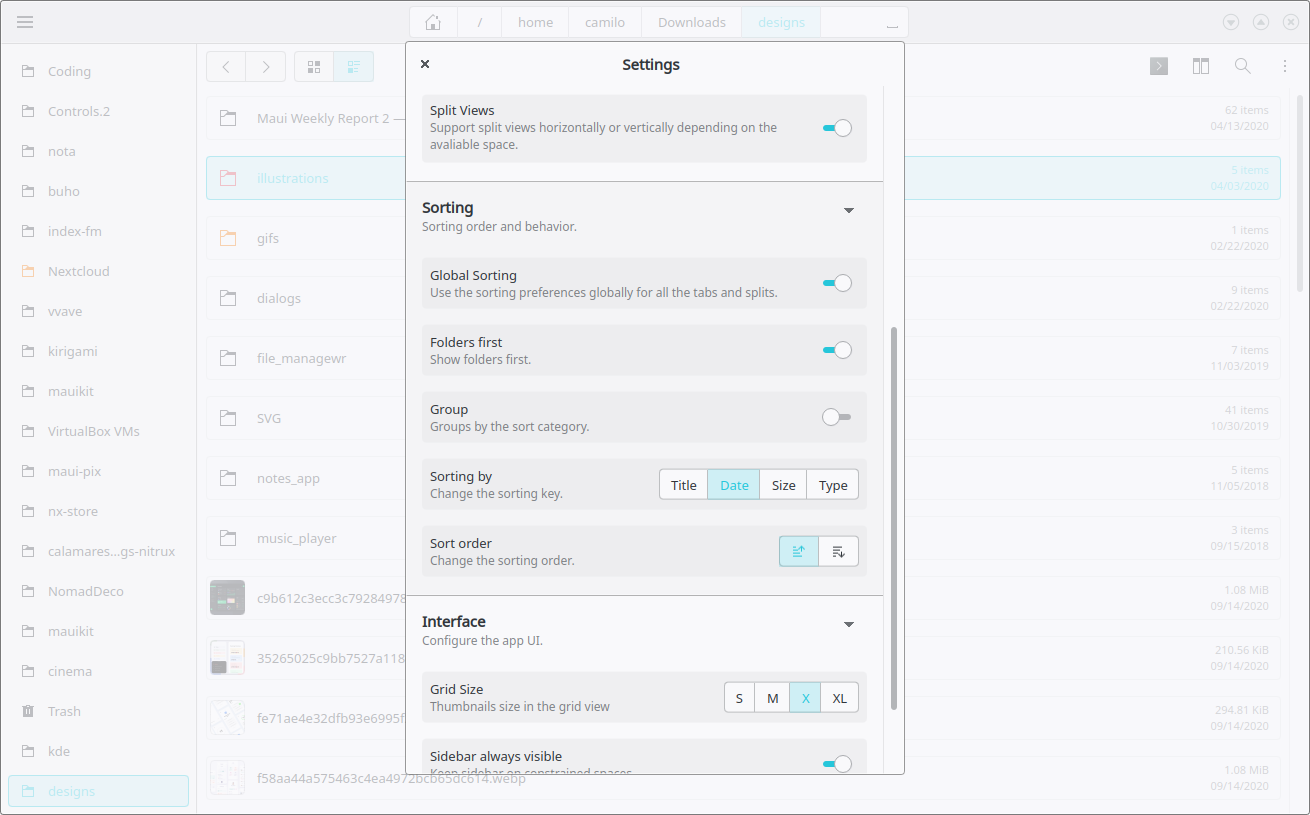 /
home
camilo
Downloads
designs
Coding
Controls.2
nota
buho
index-fm
Nextcloud
vvave
kirigami
mauikit
VirtualBox VMs
maui-pix
nx-store
calamares...gs-nitrux
NomadDeco
mauikit
cinema
Trash
kde
designs
Maui Weekly Report 2 —
62 items
04/13/2020
illustrations
5 items
04/03/2020
gifs
1 items
02/22/2020
dialogs
9 items
02/22/2020
file_managewr
7 items
11/03/2019
SVG
41 items
10/30/2019
notes_app
5 items
11/05/2018
music_player
3 items
09/15/2018
c9b612c3ecc3c79284978
1.08 MiB
09/14/2020
35265025c9bb7527a118
210.56 KiB
09/14/2020
fe71ae4e32dfb93e6995f
294.81 KiB
09/14/2020
f58aa44a575463c4ea4972bcb65dc614.webp
1.08 MiB
09/14/2020
Settings
Split Views
Support split views horizontally or vertically depending on the
avaliable space.
Sorting
Sorting order and behavior.
Global Sorting
Use the sorting preferences globally for all the tabs and splits.
Folders first
Show folders first.
Group
Groups by the sort category.
Sorting by
Change the sorting key.
Title
Date
Size
Type
Sort order
Change the sorting order.
Interface
Configure the app UI.
Grid Size
Thumbnails size in the grid view
S
M
X
XL
Sidebar always visible
Keep sidebar on constrained spaces